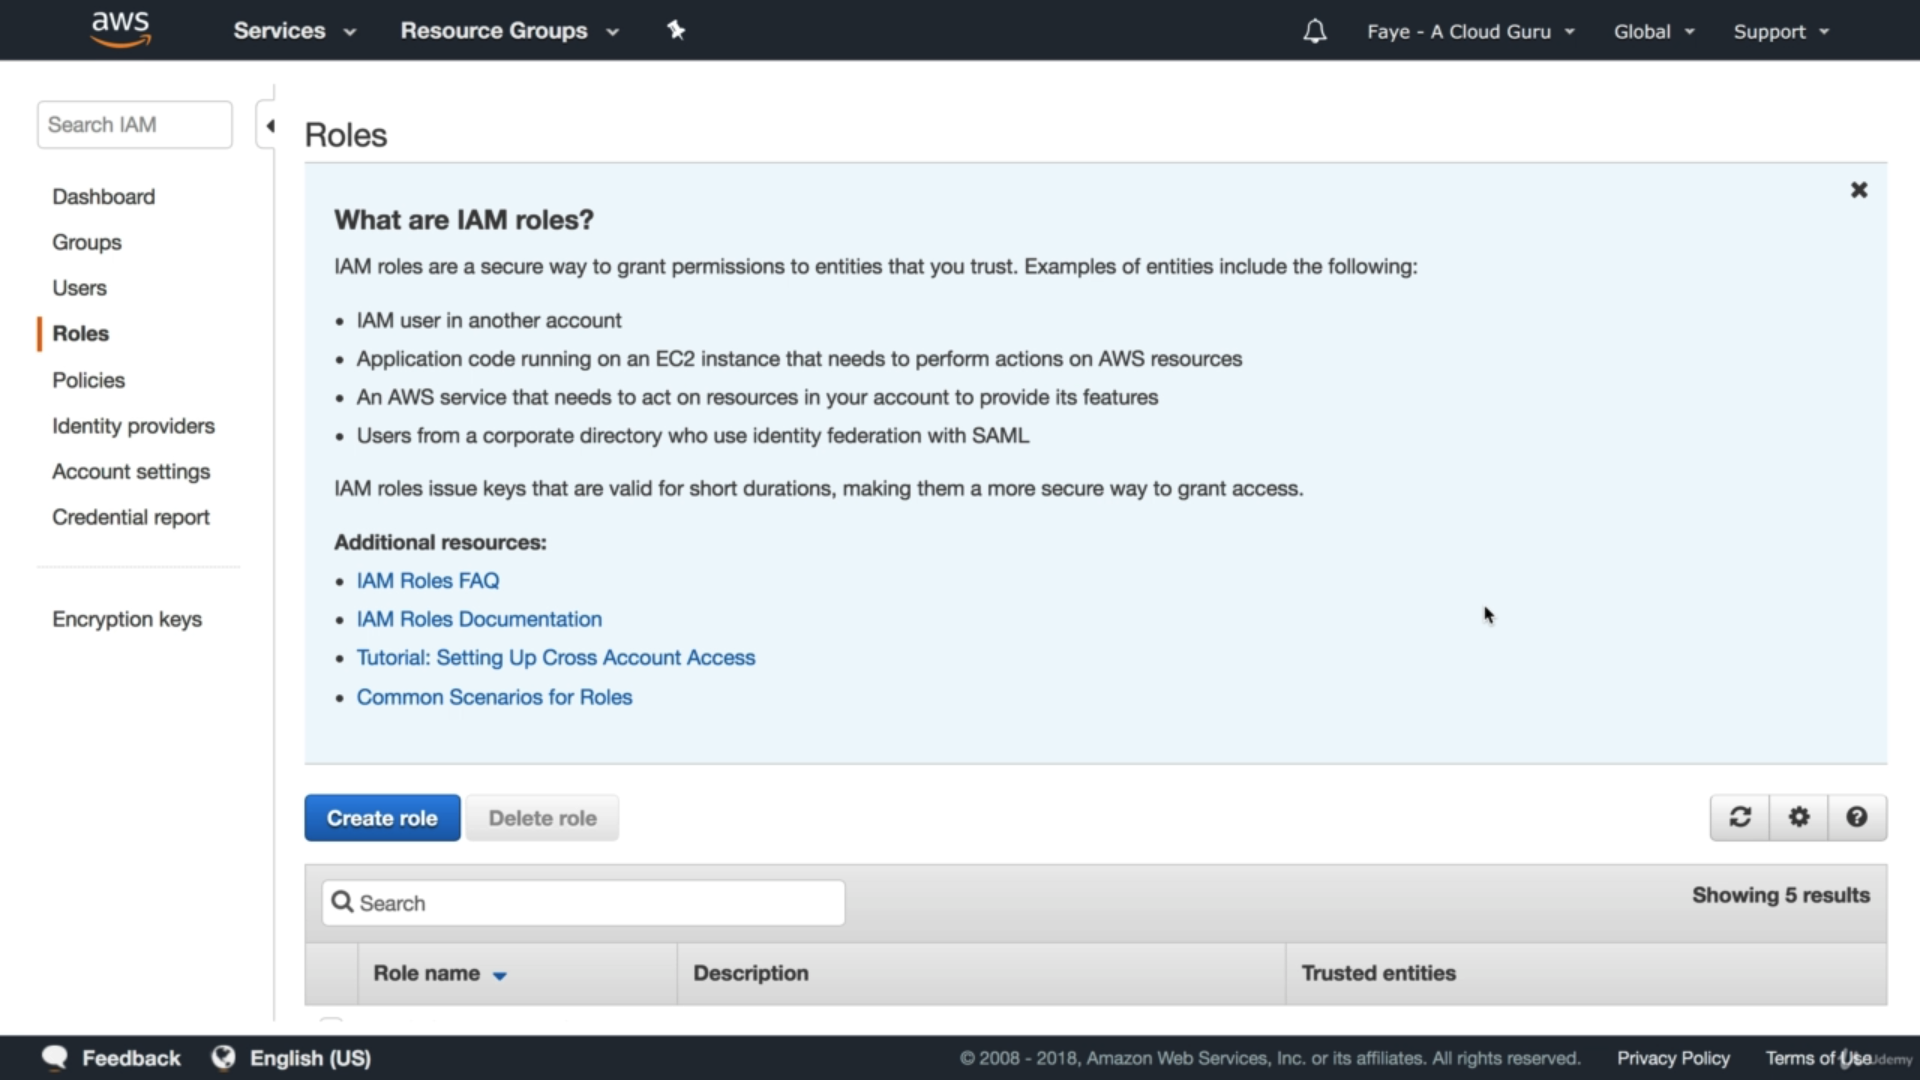 aws
Services
Resource Groups
Faye - A Cloud Guru
Global
Support
Search IAM
Dashboard
Groups
Users
Roles
Policies
Identity providers
Account settings
Credential report
Encryption keys
Roles
What are IAM roles?
IAM roles are a secure way to grant permissions to entities that you trust. Examples of entities include the following:
• IAM user in another account
• Application code running on an EC2 instance that needs to perform actions on AWS resources
• An AWS service that needs to act on resources in your account to provide its features
• Users from a corporate directory who use identity federation with SAML
IAM roles issue keys that are valid for short durations, making them a more secure way to grant access.
Additional resources:
• IAM Roles FAQ
• IAM Roles Documentation
• Tutorial: Setting Up Cross Account Access
• Common Scenarios for Roles
Create role
Delete role
Search
Showing 5 results
Role name
Description
Trusted entities
Feedback
English (US)
© 2008 - 2018, Amazon Web Services, Inc. or its affiliates. All rights reserved.
Privacy Policy
Terms of Use
Udemy